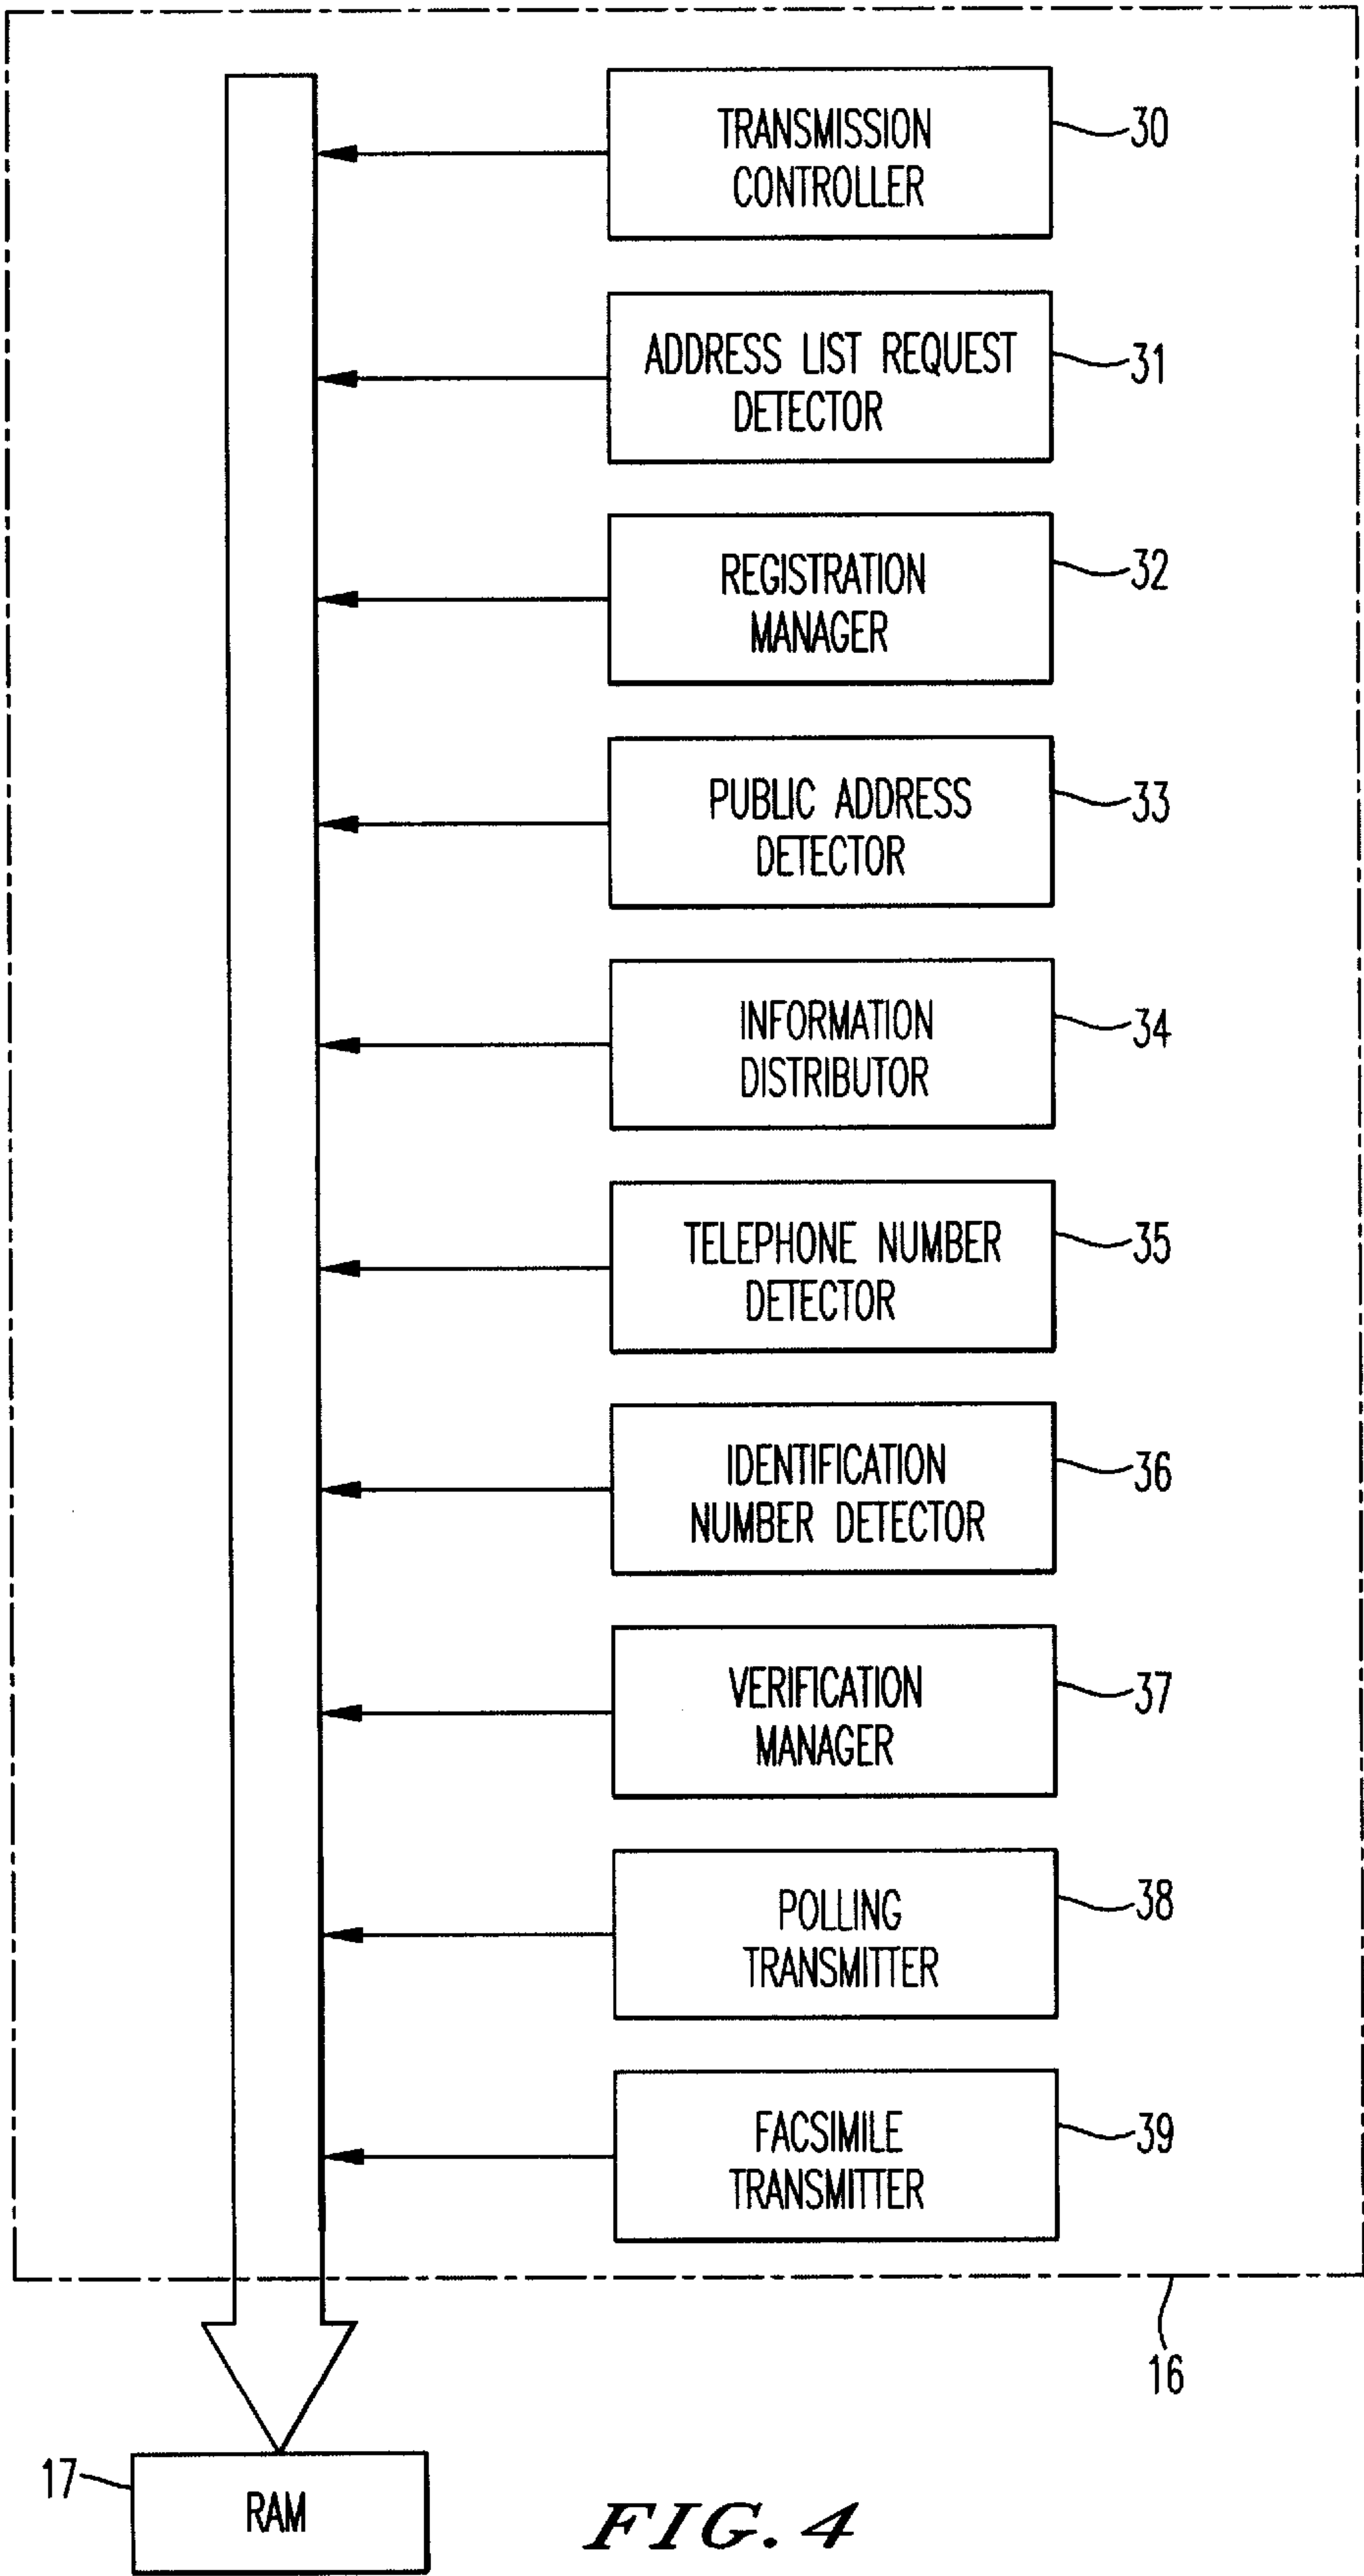 TRANSMISSION
CONTROLLER
30
ADDRESS LIST REQUEST
DETECTOR
31
REGISTRATION
MANAGER
32
PUBLIC ADDRESS
DETECTOR
33
INFORMATION
DISTRIBUTOR
34
TELEPHONE NUMBER
DETECTOR
35
IDENTIFICATION
NUMBER DETECTOR
36
VERIFICATION
MANAGER
37
POLLING
TRANSMITTER
38
FACSIMILE
TRANSMITTER
39
16
17
RAM
FIG. 4